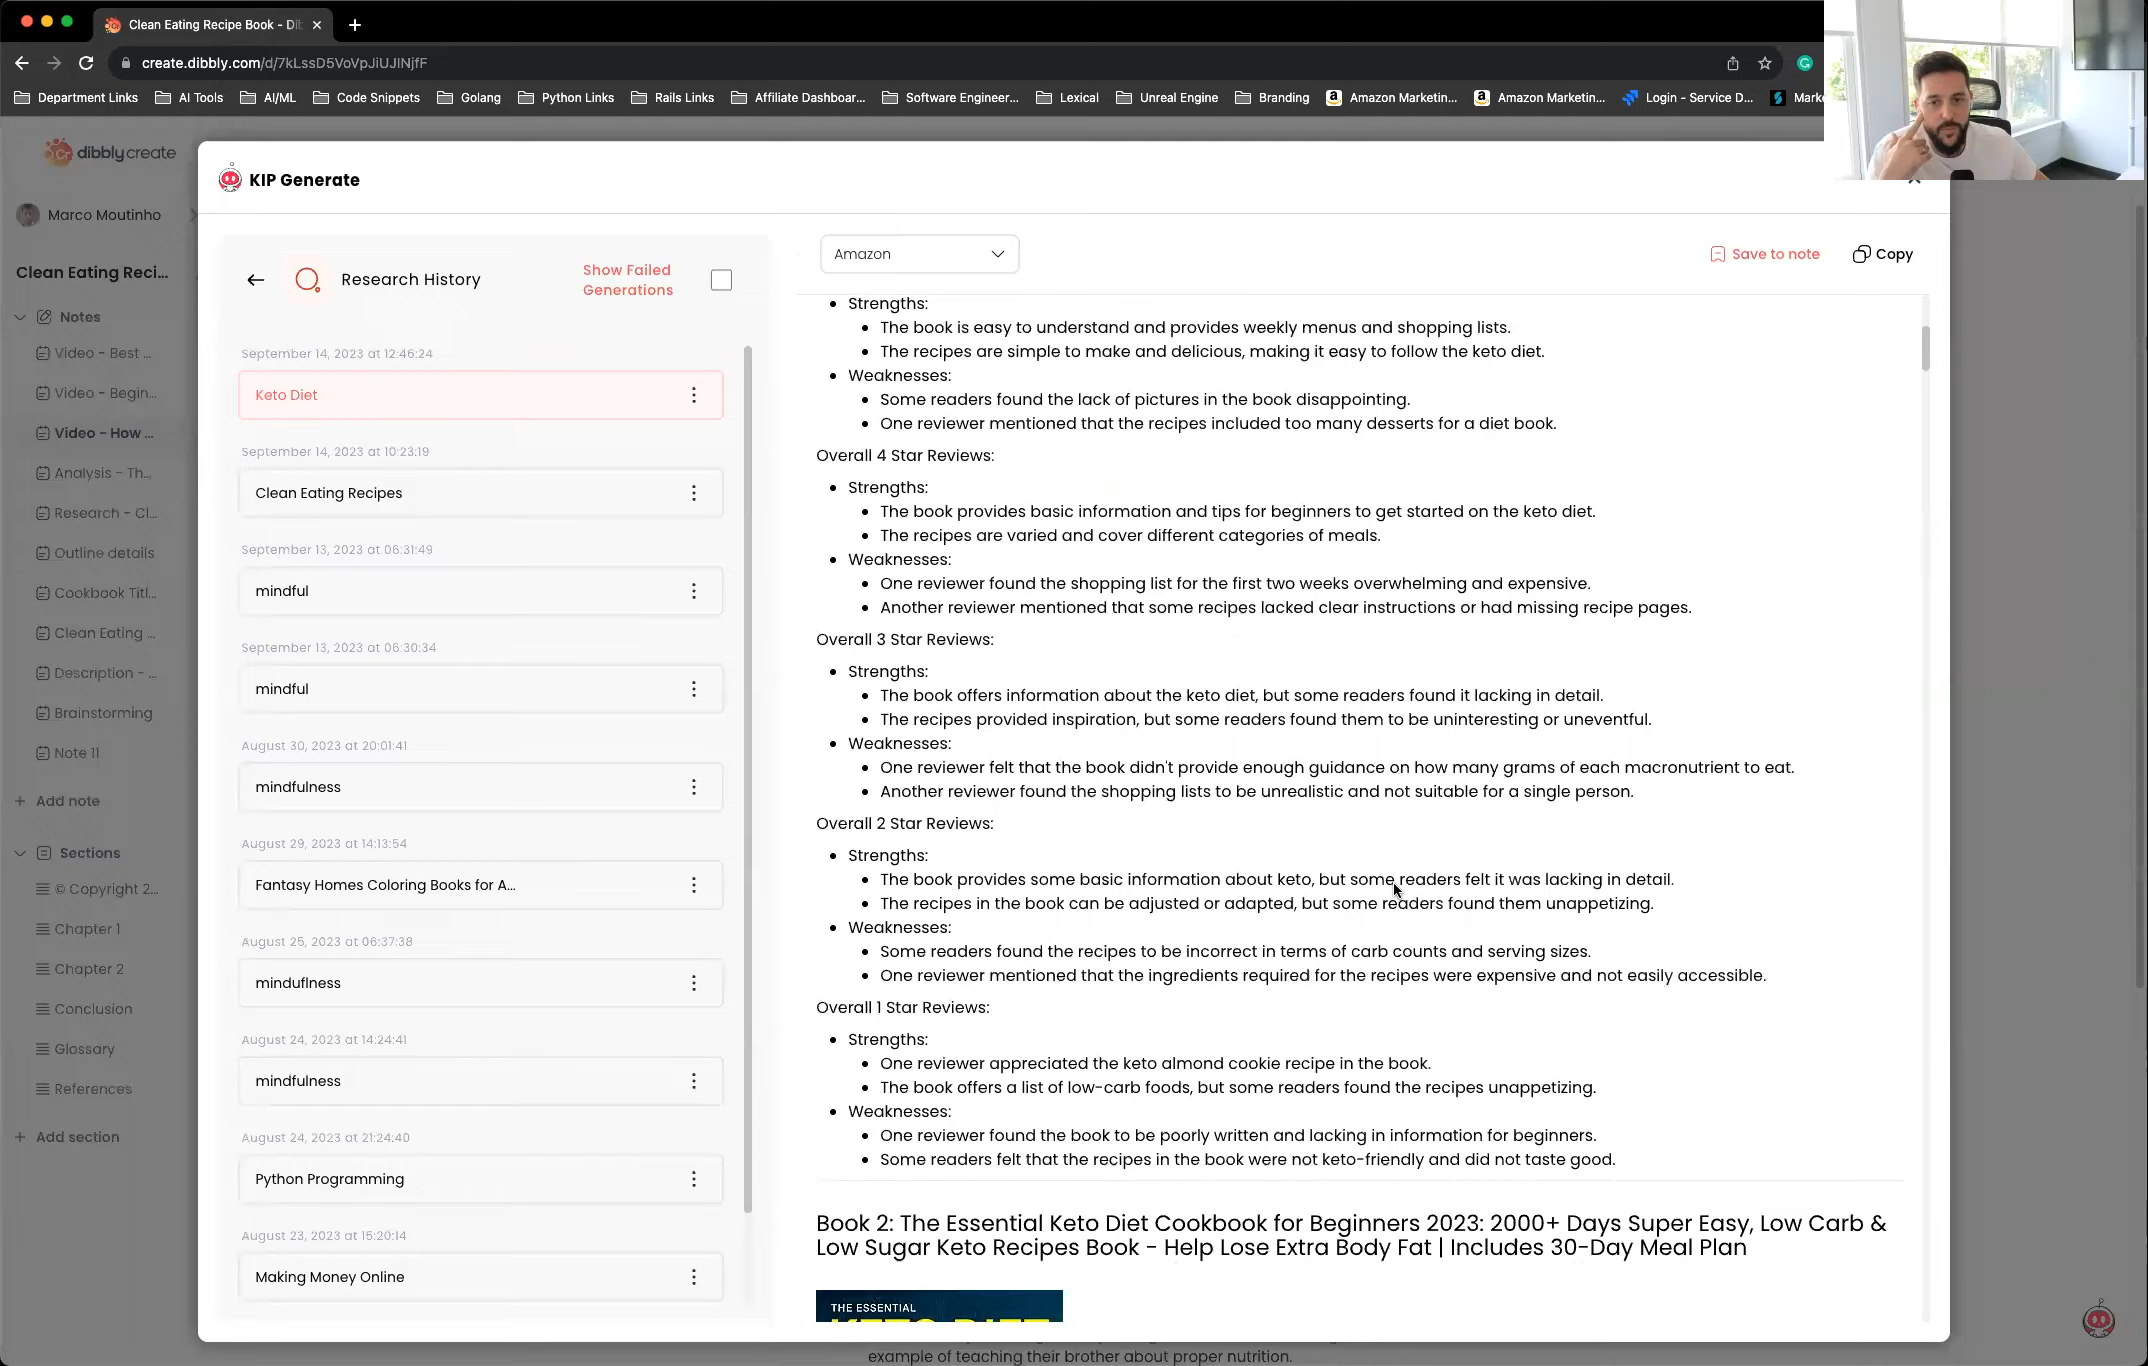 Clean Eating Recipe Book - Dib
create.dibbly.com/d/7kLssD5VoVpJiUJINjfF
Department Links
AI Tools
AI/ML
Code Snippets
Golang
Python Links
Rails Links
Affiliate Dashboar...
Software Engineer...
Lexical
Unreal Engine
Branding
Amazon Marketin...
Amazon Marketin...
Login - Service D...
Mark
dibblycreate
Marco Moutinho
Clean Eating Reci...
Notes
Video - Best ...
Video - Begin...
Video - How ...
Analysis - Th...
Research - Cl...
Outline details
Cookbook Titl...
Clean Eating ...
Description - ...
Brainstorming
Note 11
Add note
Sections
© Copyright 2...
Chapter 1
Chapter 2
Conclusion
Glossary
References
Add section
KIP Generate
Research History
Show Failed
Generations
September 14, 2023 at 12:46:24
Keto Diet
September 14, 2023 at 10:23:19
Clean Eating Recipes
September 13, 2023 at 06:31:49
mindful
September 13, 2023 at 06:30:34
mindful
August 30, 2023 at 20:01:41
mindfulness
August 29, 2023 at 14:13:54
Fantasy Homes Coloring Books for A...
August 25, 2023 at 06:37:38
minduflness
August 24, 2023 at 14:24:41
mindfulness
August 24, 2023 at 21:24:40
Python Programming
August 23, 2023 at 15:20:14
Making Money Online
Amazon
Save to note
Copy
Strengths:
The book is easy to understand and provides weekly menus and shopping lists.
The recipes are simple to make and delicious, making it easy to follow the keto diet.
Weaknesses:
Some readers found the lack of pictures in the book disappointing.
One reviewer mentioned that the recipes included too many desserts for a diet book.
Overall 4 Star Reviews:
Strengths:
The book provides basic information and tips for beginners to get started on the keto diet.
The recipes are varied and cover different categories of meals.
Weaknesses:
One reviewer found the shopping list for the first two weeks overwhelming and expensive.
Another reviewer mentioned that some recipes lacked clear instructions or had missing recipe pages.
Overall 3 Star Reviews:
Strengths:
The book offers information about the keto diet, but some readers found it lacking in detail.
The recipes provided inspiration, but some readers found them to be uninteresting or uneventful.
Weaknesses:
One reviewer felt that the book didn't provide enough guidance on how many grams of each macronutrient to eat.
Another reviewer found the shopping lists to be unrealistic and not suitable for a single person.
Overall 2 Star Reviews:
Strengths:
The book provides some basic information about keto, but some readers felt it was lacking in detail.
The recipes in the book can be adjusted or adapted, but some readers found them unappetizing.
Weaknesses:
Some readers found the recipes to be incorrect in terms of carb counts and serving sizes.
One reviewer mentioned that the ingredients required for the recipes were expensive and not easily accessible.
Overall 1 Star Reviews:
Strengths:
One reviewer appreciated the keto almond cookie recipe in the book.
The book offers a list of low-carb foods, but some readers found the recipes unappetizing.
Weaknesses:
One reviewer found the book to be poorly written and lacking in information for beginners.
Some readers felt that the recipes in the book were not keto-friendly and did not taste good.
Book 2: The Essential Keto Diet Cookbook for Beginners 2023: 2000+ Days Super Easy, Low Carb &
Low Sugar Keto Recipes Book - Help Lose Extra Body Fat | Includes 30-Day Meal Plan
THE ESSENTIAL
KETO DIET
example of teaching their brother about proper nutrition.